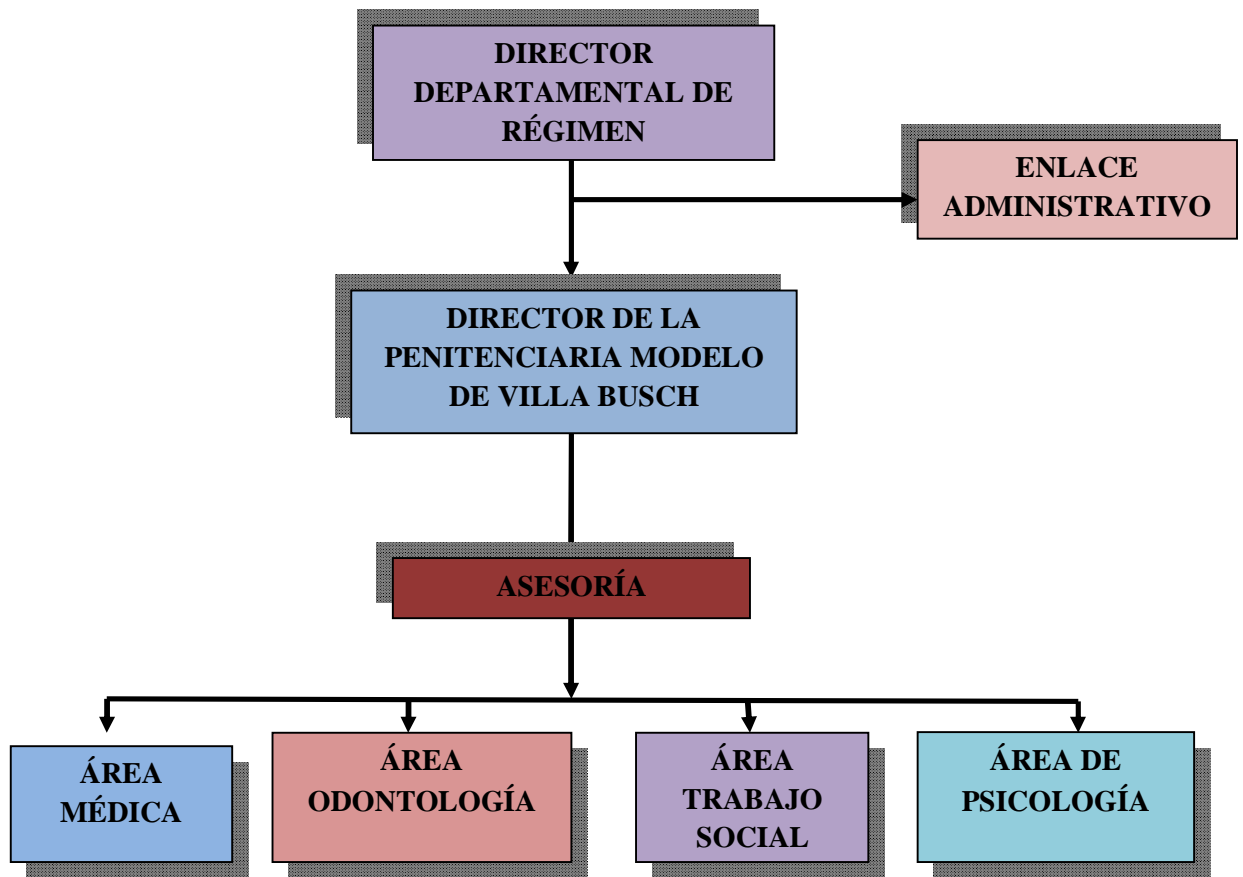 DIRECTOR
DEPARTAMENTAL DE
RÉGIMEN
ENLACE
ADMINISTRATIVO
DIRECTOR DE LA
PENITENCIARIA MODELO
DE VILLA BUSCH
ASESORÍA
ÁREA
MÉDICA
ÁREA
ODONTOLOGÍA
ÁREA
TRABAJO
SOCIAL
ÁREA DE
PSICOLOGÍA